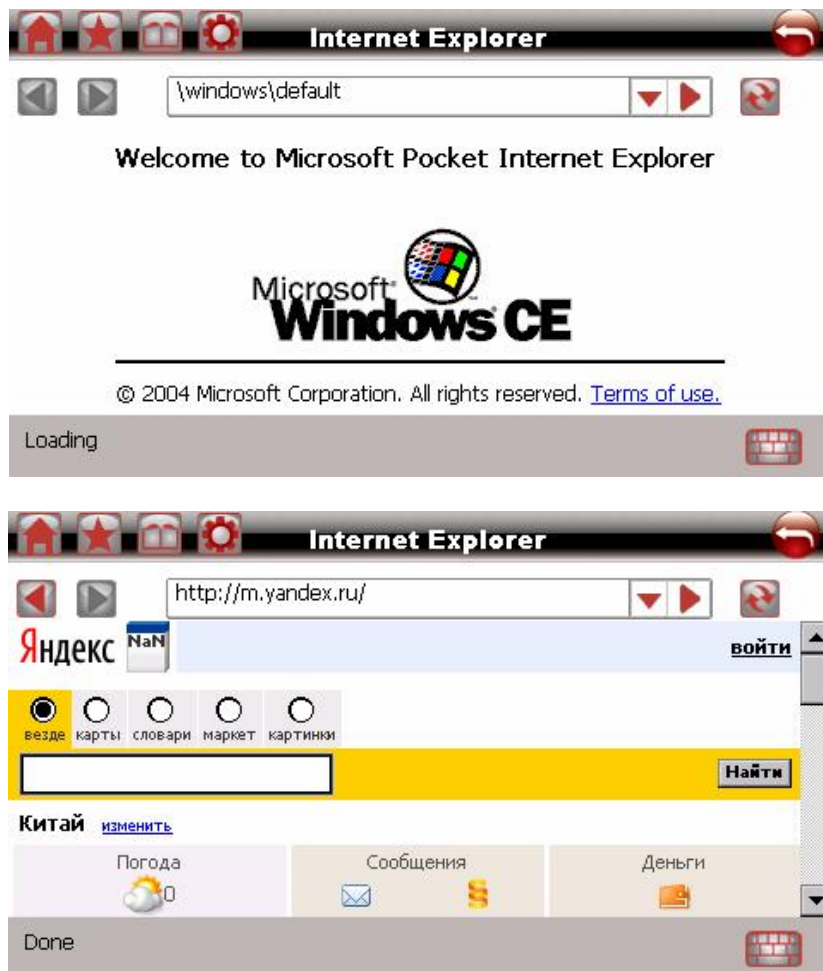 Internet Explorer
\windows\default
Welcome to Microsoft Pocket Internet Explorer
Microsoft
Windows CE
© 2004 Microsoft Corporation. All rights reserved. Terms of use.
Loading
Internet Explorer
http://m.yandex.ru/
Яндекс NaN войти
везде карты словари маркет картинки
Найти
Китай изменить
Погода Сообщения Деньги
0
Done